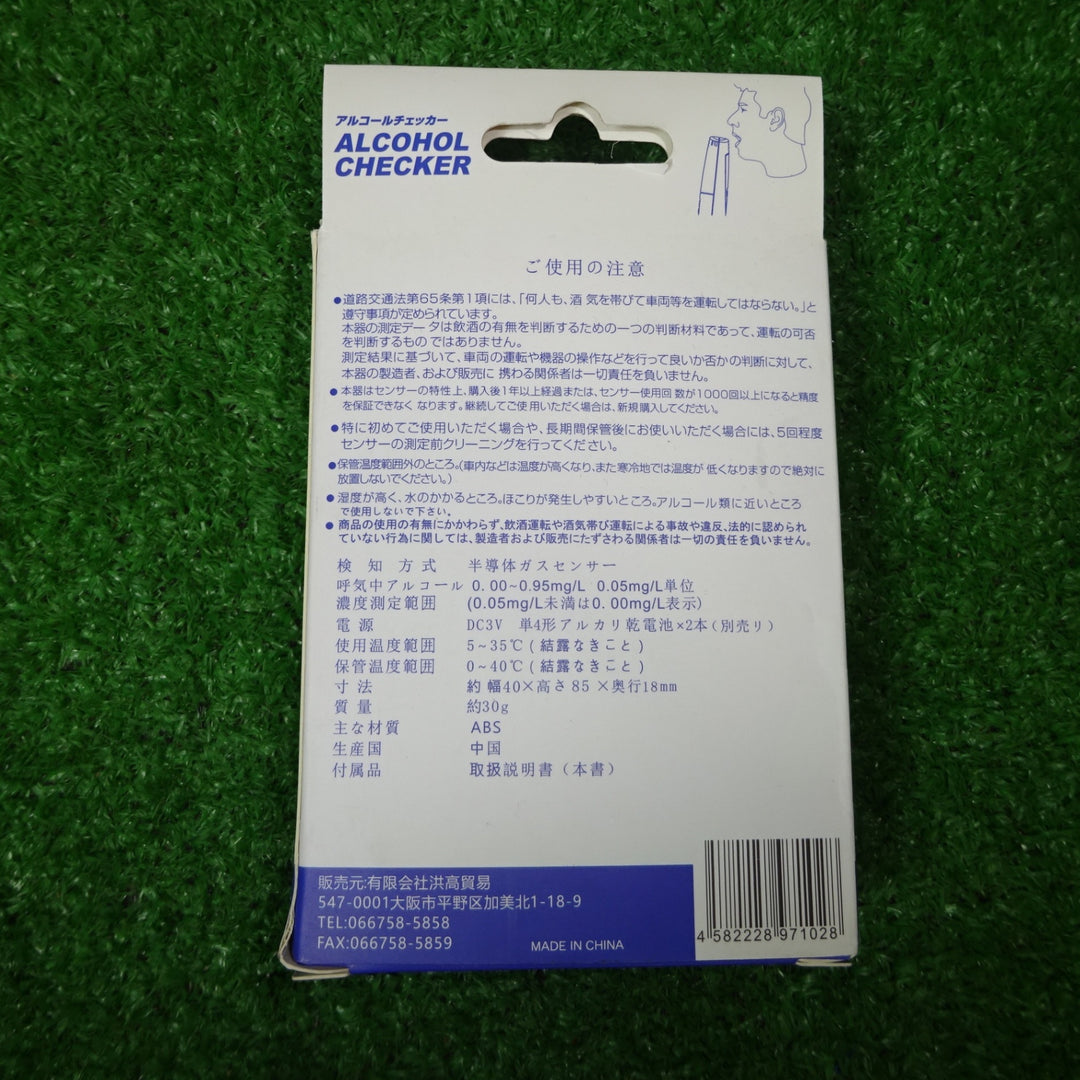 アルコールチェッカー
ALCOHOL
CHECKER
ご使用の注意
●道路交通法第65条第1項には、「何人も、酒 気を帯びて車両等を運転してはならない。」と
遵守事項が定められています。
本器の測定データは飲酒の有無を判断するための一つの判断材料であって、運転の可否
を判断するもの ではありません。
測定結果に基づいて、車両の運転や機器の操作などを行って良いか否かの判断に対して、
本器の製造者、および販売に 携わる関係者は一切責任を負いません。
●本器はセンサーの特性上、購入後1年以上経過または、センサー使用回 数が1000回以上になると精度
を保証できなく なります。継続してご使 用いただく場合は、新規購入してください。
●特に初めてご使用いただく場合や、長期間保管後にお使いいただく場合には、5回程度
センサーの測定前クリーニングを行ってください。
●保管温度範囲外のところ。(車内などは温度が高くなり、また寒冷地では温度が 低くなりますので絶対に
放置しないでください。)
●湿度が高く、水のかかるところ。ほこりが発生しやすいところ。アルコール類に近いところ
で使用しないで下さい。
●商品の使用の有無にかかわらず、飲酒運転や酒気帯び運転による事故や違反、法的に認められ
ていない行為に関しては、製造者および販売にたずさわる関係者は一切の責任を負いません。
検知方式 半導体ガスセンサー
呼気中アルコール 0.00~0.95mg/L 0.05mg/L単位
濃度測定範囲 (0.05mg/L未満は0.00mg/L表示)
電源 DC3V 単4形アルカリ乾電池×2本(別売り)
使用温度範囲 5~35℃(結露なきこと)
保管温度範囲 0~40℃(結露なきこと)
寸法 約 幅40×高さ85×奥行18mm
質量 約30g
主な材質 ABS
生産国 中国
付属品 取扱説明書(本書)
販売元:有限会社洪高貿易
547-0001大阪市平野区加美北1-18-9
TEL:066758-5858
FAX:066758-5859
MADE IN CHINA
4 582228 971028